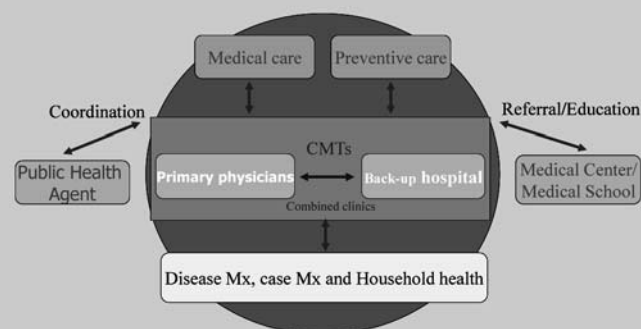 Medical care
Preventive care
Coordination
Referral/Education
CMTs
Public Health
Agent
Primary physicians
Back-up hospital
Medical Center/
Medical School
Combined clinics
Disease Mx, case Mx and Household health